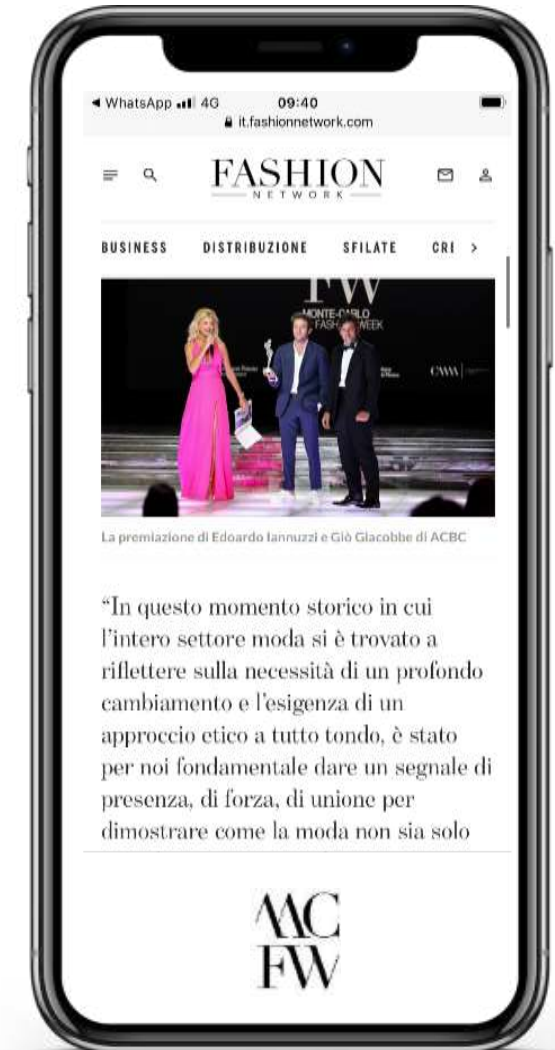 WhatsApp 4G 09:40
it.fashionnetwork.com
FASHION
NETWORK
BUSINESS DISTRIBUZIONE SFILATE CRE
FW
MONTE-CARLO
FASHION WEEK
CMM
La premiazione di Edoardo Iannuzzi e Giò Giacobbe di ACBC
“In questo momento storico in cui
l’intero settore moda si è trovato a
riflettere sulla necessità di un profondo
cambiamento e l’esigenza di un
approccio etico a tutto tondo, è stato
per noi fondamentale dare un segnale di
presenza, di forza, di unione per
dimostrare come la moda non sia solo
MC
FW